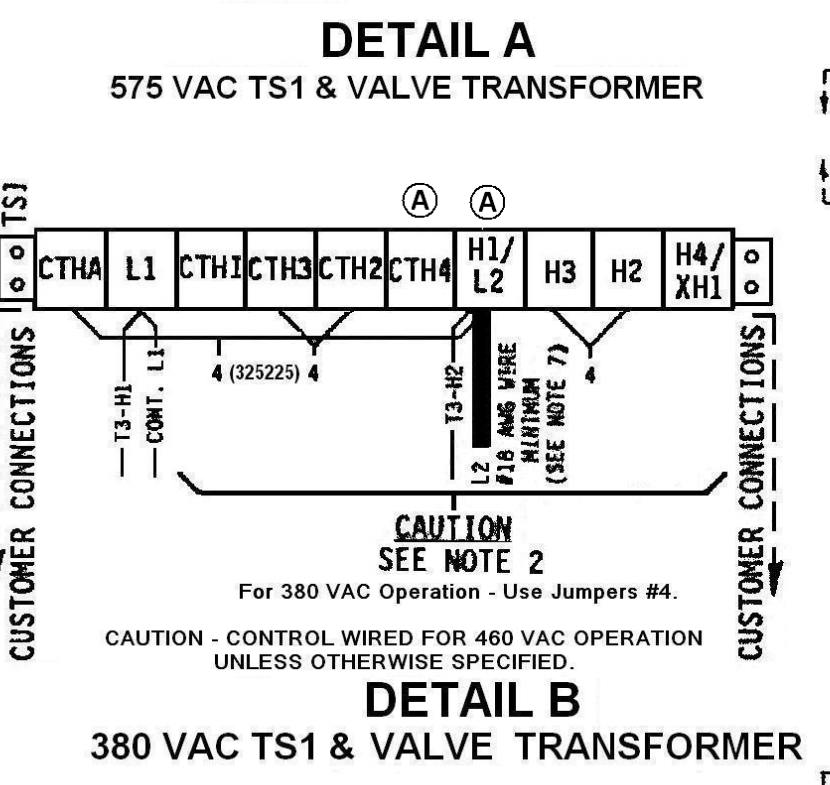 DETAIL A
575 VAC TS1 & VALVE TRANSFORMER
A A
TS1
CTHA L1 CTH1 CTH3 CTH2 CTH4 H1/L2 H3 H2 H4/XH1
4 (325225) 4
4
T3-H1
CONT. L1
T3-H2
L2
#18 AWG WIRE
MINIMUM
(SEE NOTE 7)
CUSTOMER CONNECTIONS
CUSTOMER CONNECTIONS
CAUTION
SEE NOTE 2
For 380 VAC Operation - Use Jumpers #4.
CAUTION - CONTROL WIRED FOR 460 VAC OPERATION
UNLESS OTHERWISE SPECIFIED.
DETAIL B
380 VAC TS1 & VALVE TRANSFORMER